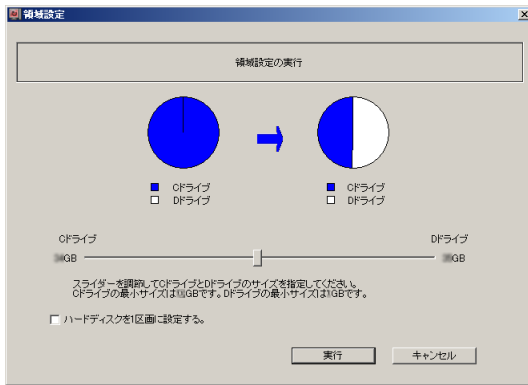 領域設定
領域設定の実行
Cドライブ
Dドライブ
Cドライブ
Dドライブ
Cドライブ
Dドライブ
GB
GB
スライダーを調節してCドライブとDドライブのサイズを指定してください。
Cドライブの最小サイズは GBです。Dドライブの最小サイズは1GBです。
ハードディスクを1区画に設定する。
実行
キャンセル